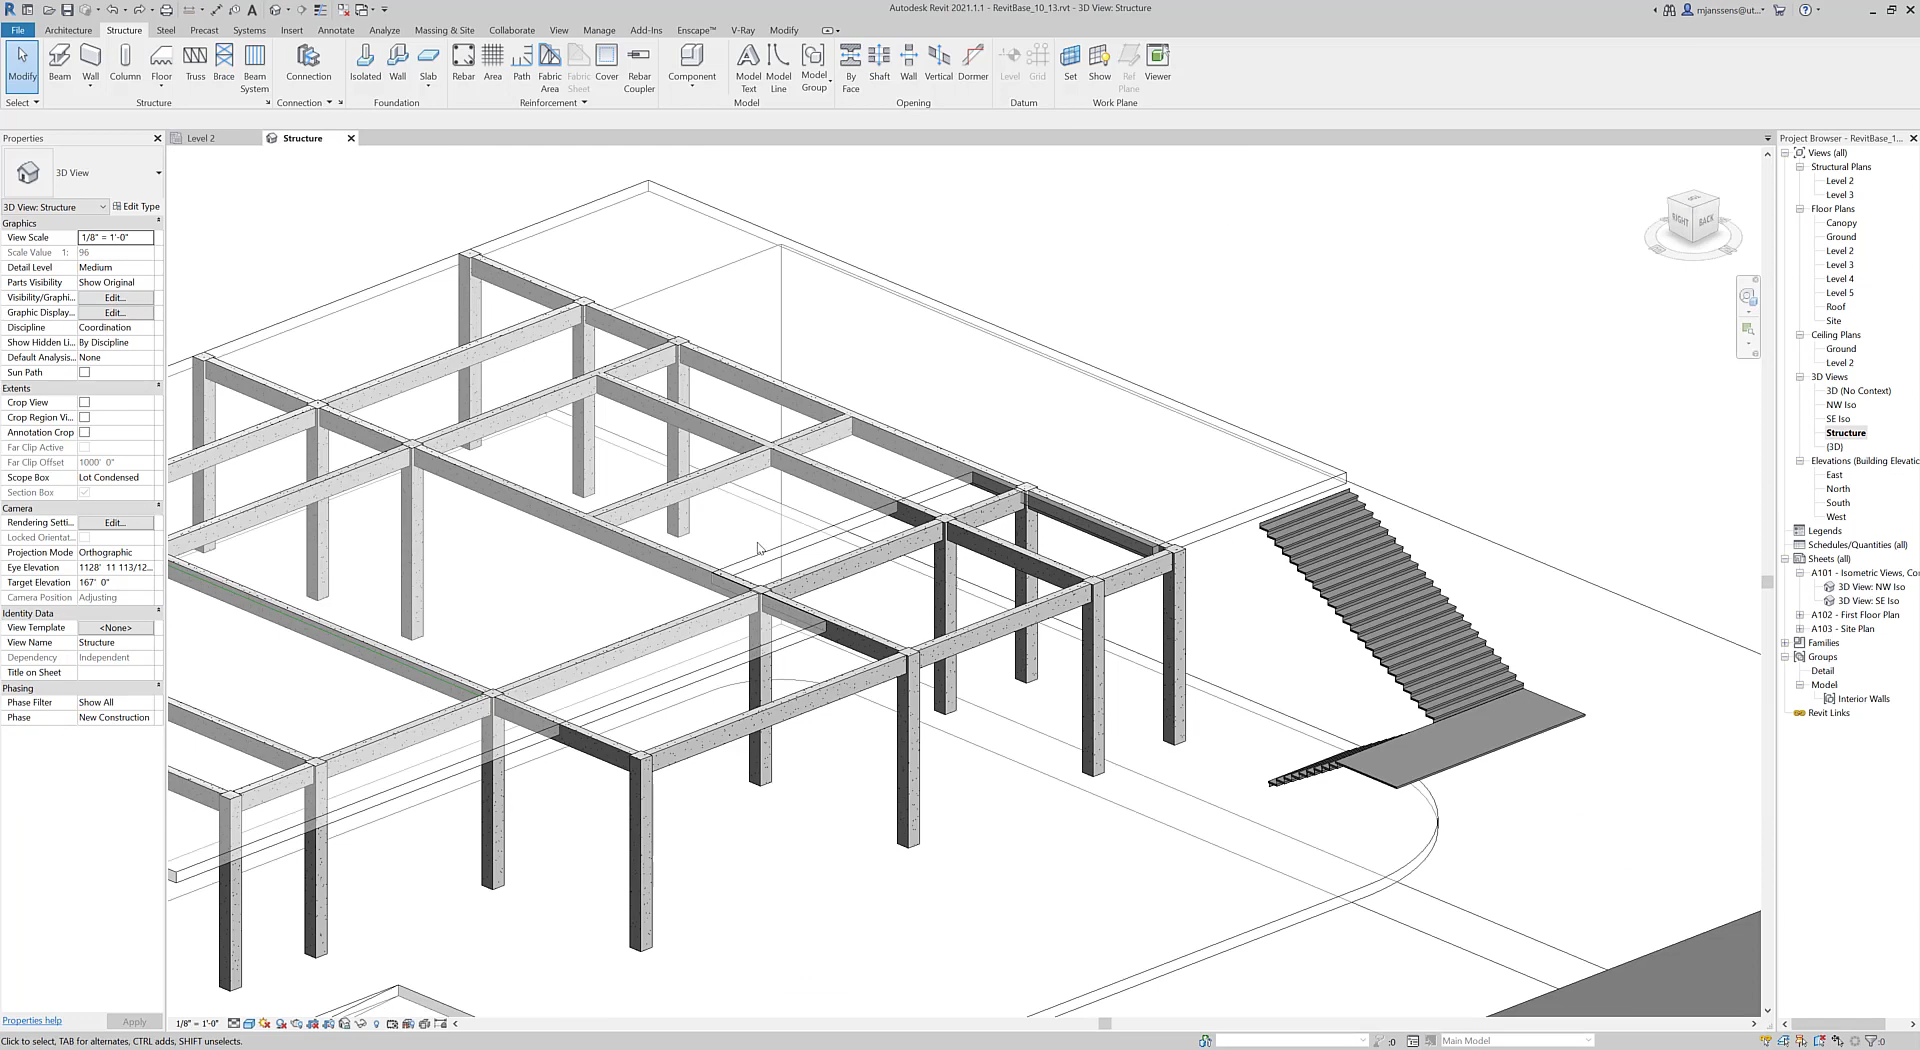 Autodesk Revit 2021.1.1 - RevitBase_10_13.rvt - 3D View: Structure
mjanssens@ut...
File Architecture Structure Steel Precast Systems Insert Annotate Analyze Massing & Site Collaborate View Manage Add-Ins Enscape™ V-Ray Modify
Modify Beam Wall Column Floor Truss Brace Beam System Connection Isolated Wall Slab Rebar Area Path Fabric Area Fabric Sheet Cover Rebar Coupler Component Model Text Model Line Model Group By Face Shaft Wall Vertical Dormer Level Grid Set Show Ref Plane Viewer
Select Structure Connection Foundation Reinforcement Model Opening Datum Work Plane
Properties
3D View
3D View: Structure Edit Type
Graphics
View Scale 1/8" = 1'-0"
Scale Value 1: 96
Detail Level Medium
Parts Visibility Show Original
Visibility/Graphi... Edit...
Graphic Display... Edit...
Discipline Coordination
Show Hidden Li... By Discipline
Default Analysis... None
Sun Path
Extents
Crop View
Crop Region Vi...
Annotation Crop
Far Clip Active
Far Clip Offset 1000' 0"
Scope Box Lot Condensed
Section Box
Camera
Rendering Setti... Edit...
Locked Orientat...
Projection Mode Orthographic
Eye Elevation 1128' 11 113/12...
Target Elevation 167' 0"
Camera Position Adjusting
Identity Data
View Template <None>
View Name Structure
Dependency Independent
Title on Sheet
Phasing
Phase Filter Show All
Phase New Construction
Properties help Apply
Level 2 Structure
RIGHT BACK
1/8" = 1'-0"
Project Browser - RevitBase_1...
Views (all)
Structural Plans
Level 2
Level 3
Floor Plans
Canopy
Ground
Level 2
Level 3
Level 4
Level 5
Roof
Site
Ceiling Plans
Ground
Level 2
3D Views
3D (No Context)
NW Iso
SE Iso
Structure
{3D}
Elevations (Building Elevatic
East
North
South
West
Legends
Schedules/Quantities (all)
Sheets (all)
A101 - Isometric Views, Co
3D View: NW Iso
3D View: SE Iso
A102 - First Floor Plan
A103 - Site Plan
Families
Groups
Detail
Model
Interior Walls
Revit Links
Click to select, TAB for alternates, CTRL adds, SHIFT unselects.
:0 Main Model :0